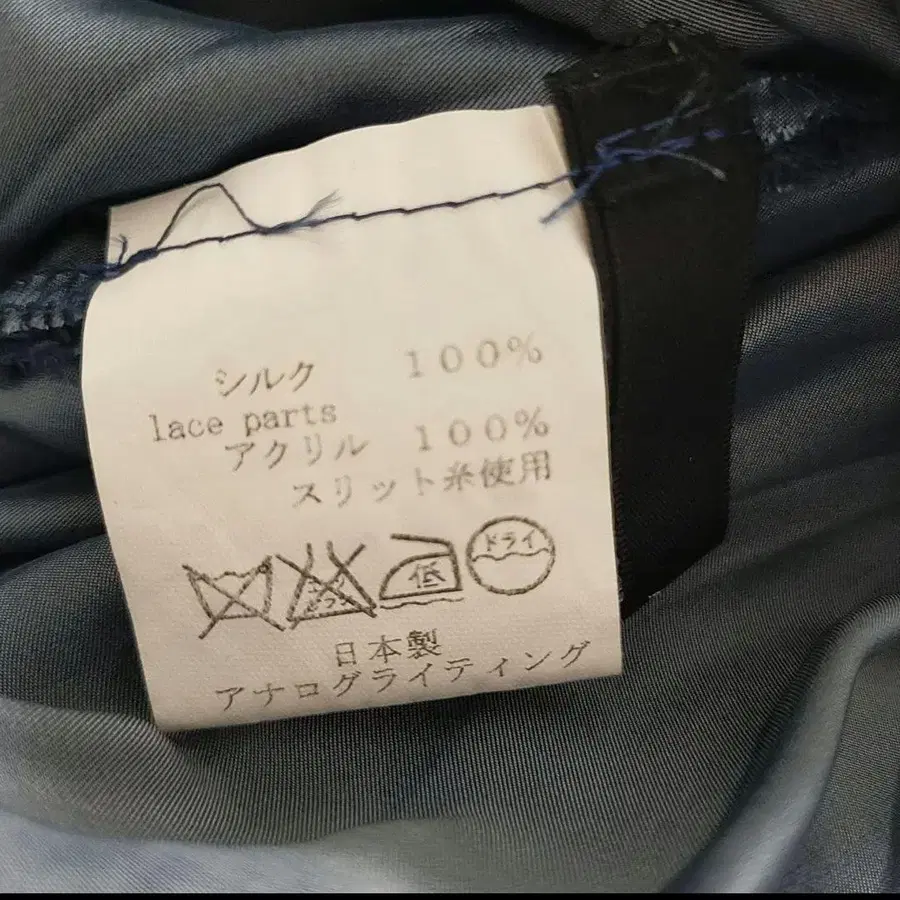 シルク 100%
lace parts
アクリル 100%
スリット糸使用
低 ドライ
日本製
アナログライティング